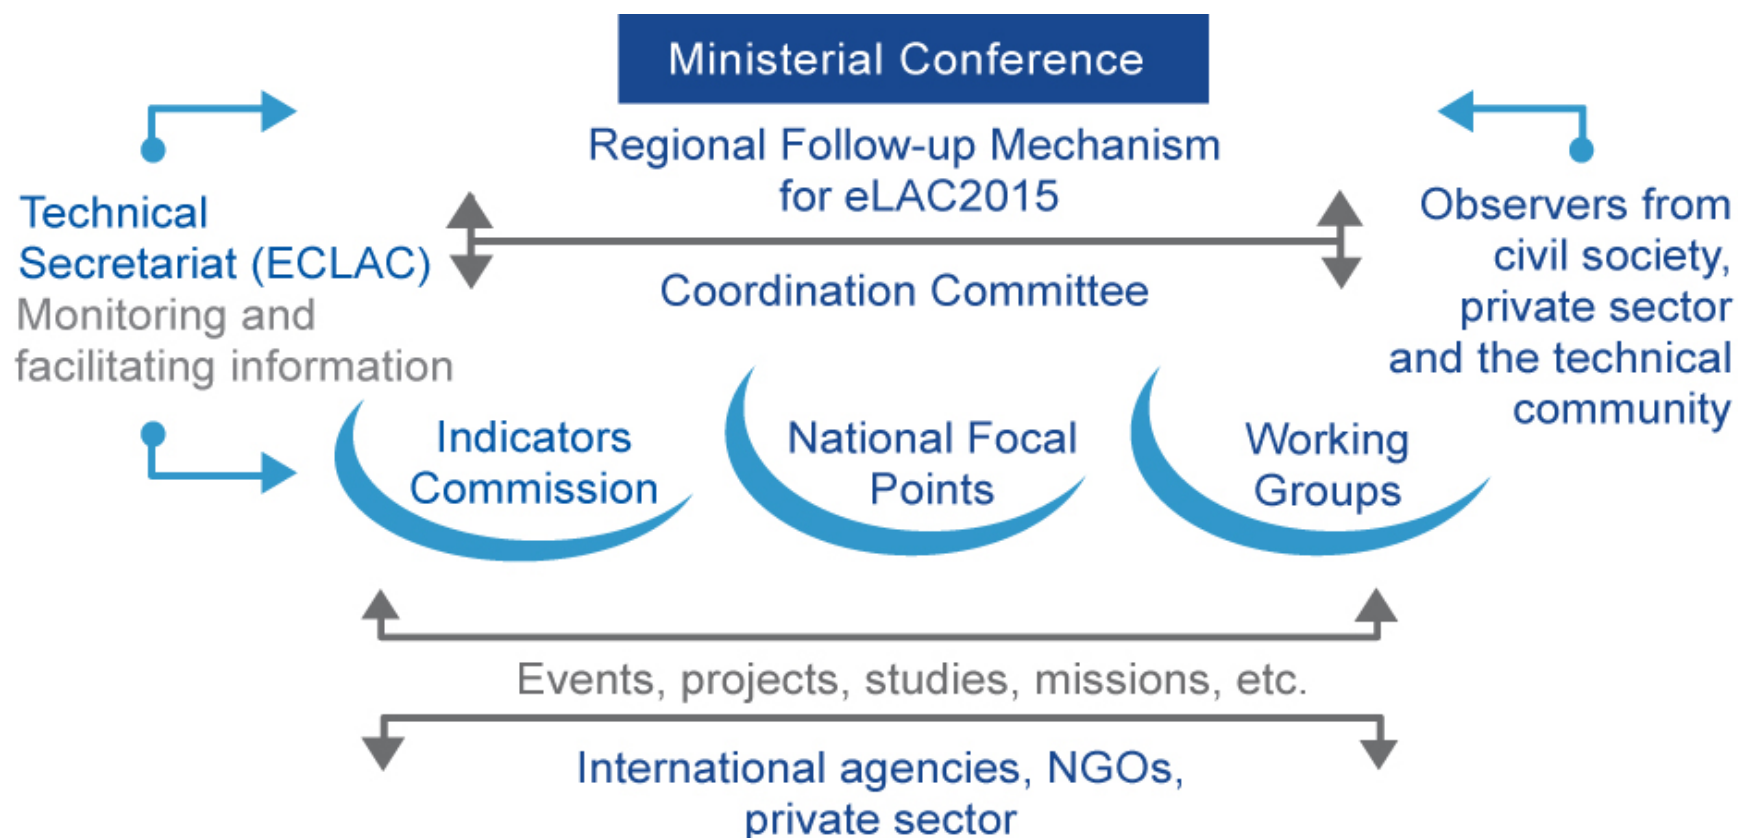 Ministerial Conference
Regional Follow-up Mechanism
for eLAC2015
Technical
Secretariat (ECLAC)
Monitoring and
facilitating information
Coordination Committee
Observers from
civil society,
private sector
and the technical
community
Indicators
Commission
National Focal
Points
Working
Groups
Events, projects, studies, missions, etc.
International agencies, NGOs,
private sector